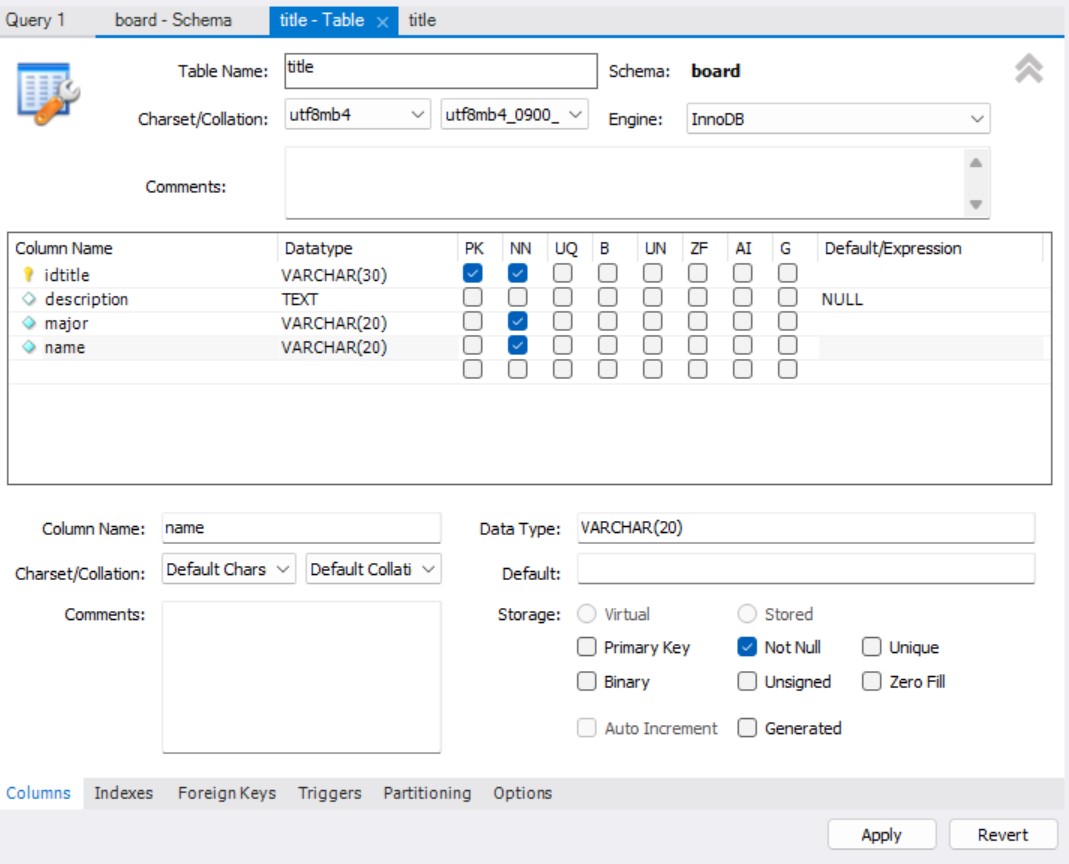 Query 1 board - Schema title - Table × title
Table Name: title Schema: board
Charset/Collation: utf8mb4 utf8mb4_0900_ Engine: InnoDB
Comments:
Column Name Datatype PK NN UQ B UN ZF AI G Default/Expression
idtitle VARCHAR(30)
description TEXT NULL
major VARCHAR(20)
name VARCHAR(20)
Column Name: name Data Type: VARCHAR(20)
Charset/Collation: Default Chars Default Collati Default:
Comments: Storage: Virtual Stored
Primary Key Not Null Unique
Binary Unsigned Zero Fill
Auto Increment Generated
Columns Indexes Foreign Keys Triggers Partitioning Options
Apply Revert